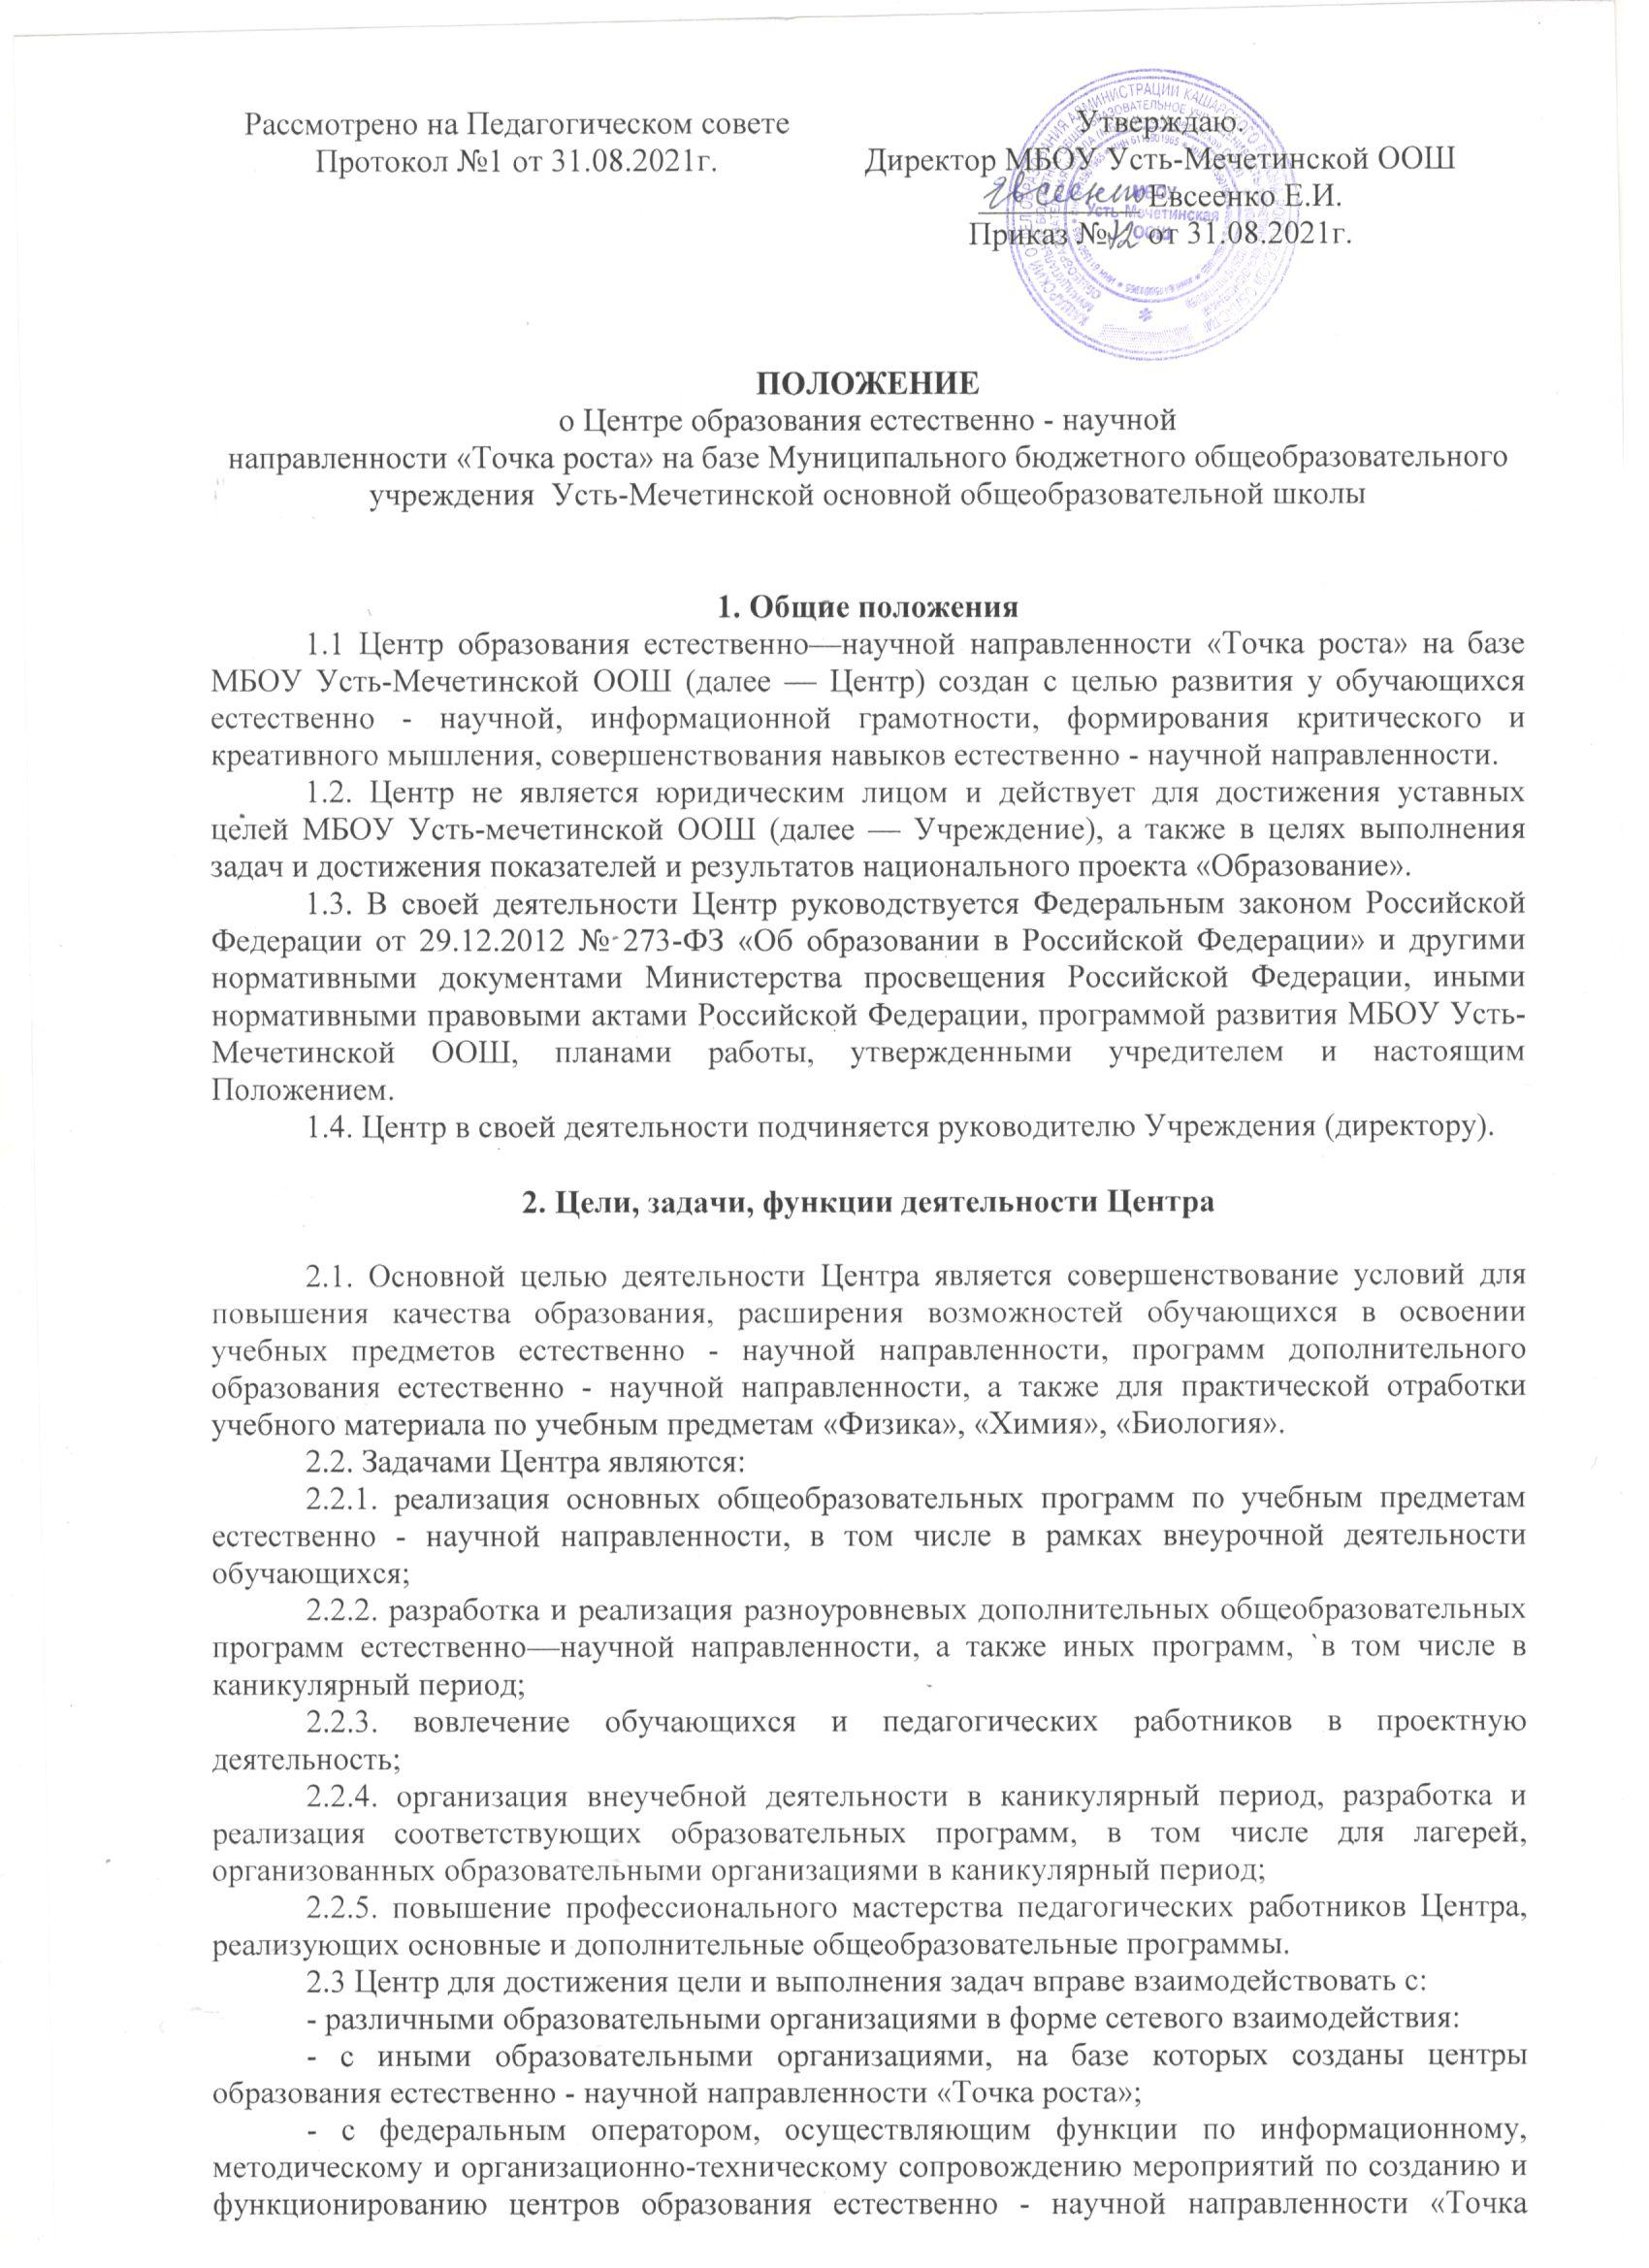 Рассмотрено на Педагогическом совете
Протокол №1 от 31.08.2021г.
Утверждаю.
Директор МБОУ Усть-Мечетинской ООШ
Евсеенко Евсеенко Е.И.
Приказ № от 31.08.2021г.
МБОУ
Усть-Мечетинская
ООШ
ПОЛОЖЕНИЕ
о Центре образования естественно - научной
направленности «Точка роста» на базе Муниципального бюджетного общеобразовательного
учреждения Усть-Мечетинской основной общеобразовательной школы
1. Общие положения
1.1 Центр образования естественно—научной направленности «Точка роста» на базе
МБОУ Усть-Мечетинской ООШ (далее — Центр) создан с целью развития у обучающихся
естественно - научной, информационной грамотности, формирования критического и
креативного мышления, совершенствования навыков естественно - научной направленности.
1.2. Центр не является юридическим лицом и действует для достижения уставных
целей МБОУ Усть-мечетинской ООШ (далее — Учреждение), а также в целях выполнения
задач и достижения показателей и результатов национального проекта «Образование».
1.3. В своей деятельности Центр руководствуется Федеральным законом Российской
Федерации от 29.12.2012 № 273-ФЗ «Об образовании в Российской Федерации» и другими
нормативными документами Министерства просвещения Российской Федерации, иными
нормативными правовыми актами Российской Федерации, программой развития МБОУ Усть-
Мечетинской ООШ, планами работы, утвержденными учредителем и настоящим
Положением.
1.4. Центр в своей деятельности подчиняется руководителю Учреждения (директору).
2. Цели, задачи, функции деятельности Центра
2.1. Основной целью деятельности Центра является совершенствование условий для
повышения качества образования, расширения возможностей обучающихся в освоении
учебных предметов естественно - научной направленности, программ дополнительного
образования естественно - научной направленности, а также для практической отработки
учебного материала по учебным предметам «Физика», «Химия», «Биология».
2.2. Задачами Центра являются:
2.2.1. реализация основных общеобразовательных программ по учебным предметам
естественно - научной направленности, в том числе в рамках внеурочной деятельности
обучающихся;
2.2.2. разработка и реализация разноуровневых дополнительных общеобразовательных
программ естественно—научной направленности, а также иных программ, `в том числе в
каникулярный период;
2.2.3. вовлечение обучающихся и педагогических работников в проектную
деятельность;
2.2.4. организация внеучебной деятельности в каникулярный период, разработка и
реализация соответствующих образовательных программ, в том числе для лагерей,
организованных образовательными организациями в каникулярный период;
2.2.5. повышение профессионального мастерства педагогических работников Центра,
реализующих основные и дополнительные общеобразовательные программы.
2.3 Центр для достижения цели и выполнения задач вправе взаимодействовать с:
- различными образовательными организациями в форме сетевого взаимодействия:
- с иными образовательными организациями, на базе которых созданы центры
образования естественно - научной направленности «Точка роста»;
- с федеральным оператором, осуществляющим функции по информационному,
методическому и организационно-техническому сопровождению мероприятий по созданию и
функционированию центров образования естественно - научной направленности «Точка